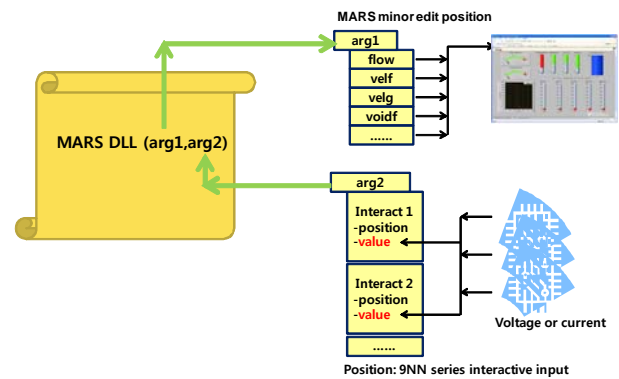 MARS minor edit position
arg1
flow
velf
velg
voidf
......
MARS DLL (arg1,arg2)
arg2
Interact 1
-position
-value
Interact 2
-position
-value
......
Voltage or current
Position: 9NN series interactive input